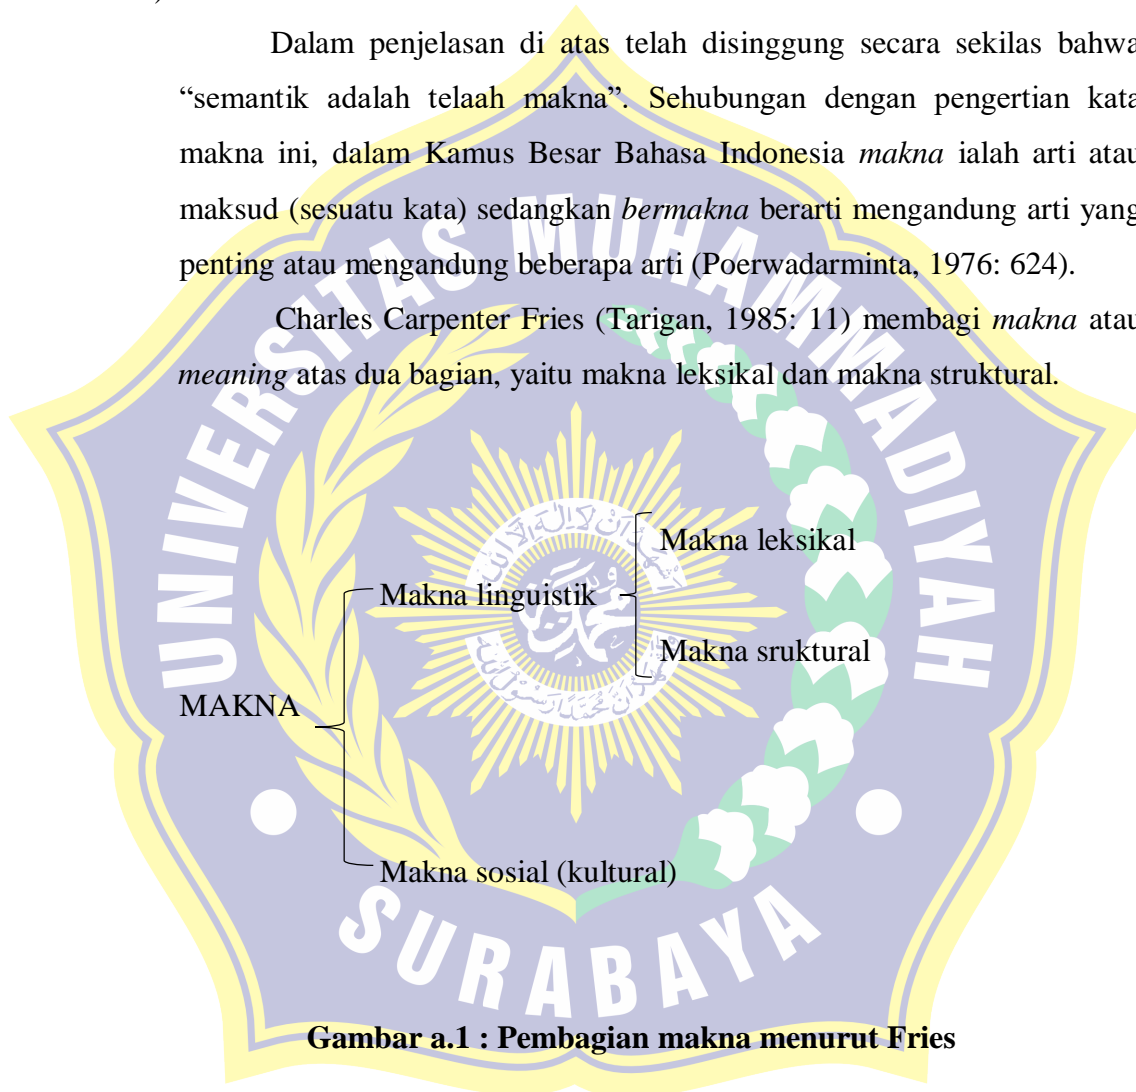 )
Dalam penjelasan di atas telah disinggung secara sekilas bahwa
“semantik adalah telaah makna”. Sehubungan dengan pengertian kata
makna ini, dalam Kamus Besar Bahasa Indonesia makna ialah arti atau
maksud (sesuatu kata) sedangkan bermakna berarti mengandung arti yang
penting atau mengandung beberapa arti (Poerwadarminta, 1976: 624).
Charles Carpenter Fries (Tarigan, 1985: 11) membagi makna atau
meaning atas dua bagian, yaitu makna leksikal dan makna struktural.
Makna leksikal
Makna linguistik
Makna sruktural
MAKNA
Makna sosial (kultural)
Gambar a.1 : Pembagian makna menurut Fries
UNIVERSITAS MUHAMMADIYAH
SURABAYA